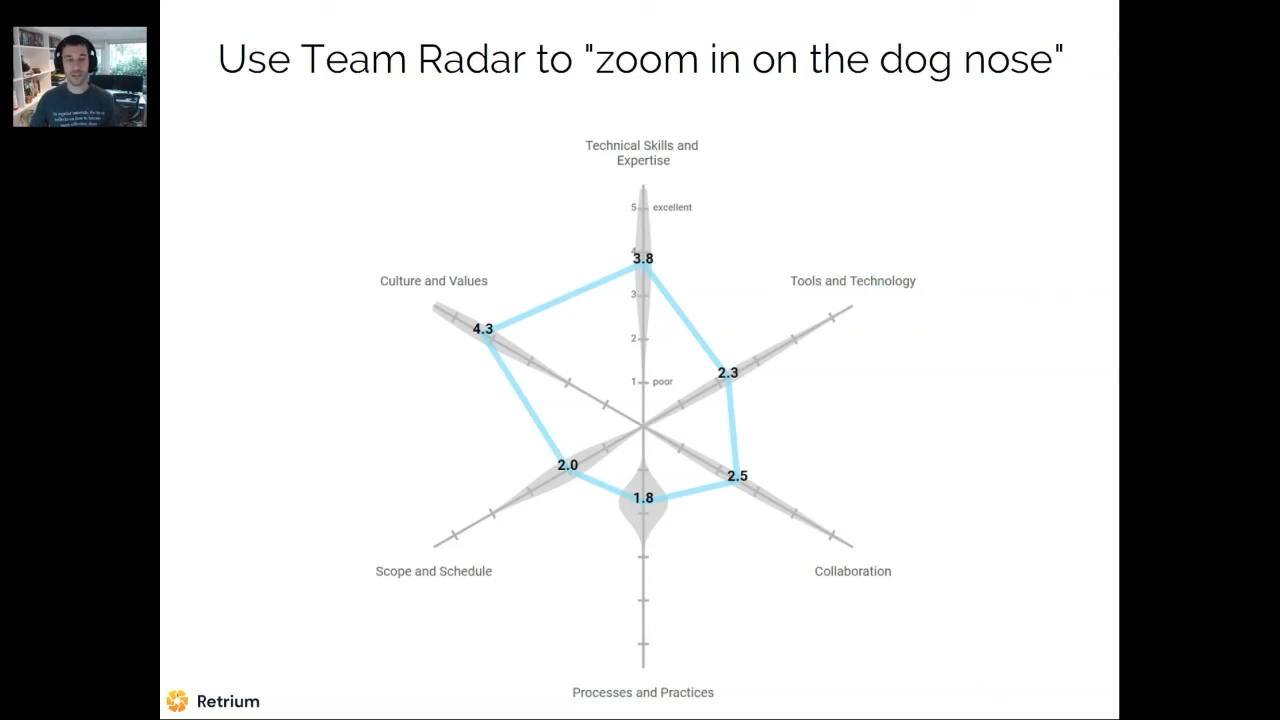 Use Team Radar to "zoom in on the dog nose"
Technical Skills and
Expertise
5 excellent
4
3.8
Culture and Values
Tools and Technology
3
4.3
2
2.3
1 poor
2.0
2.5
1.8
Scope and Schedule
Collaboration
Processes and Practices
Retrium